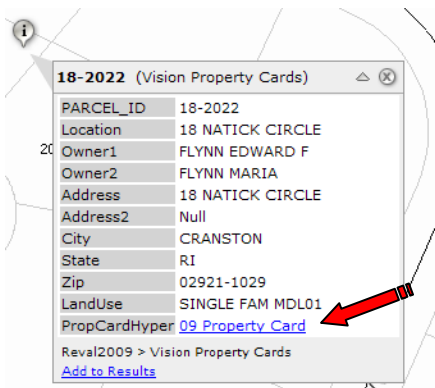 i
18-2022 (Vision Property Cards)
PARCEL_ID 18-2022
Location 18 NATICK CIRCLE
20
Owner1 FLYNN EDWARD F
Owner2 FLYNN MARIA
Address 18 NATICK CIRCLE
Address2 Null
City CRANSTON
State RI
Zip 02921-1029
LandUse SINGLE FAM MDL01
PropCardHyper 09 Property Card
Reval2009 > Vision Property Cards
Add to Results